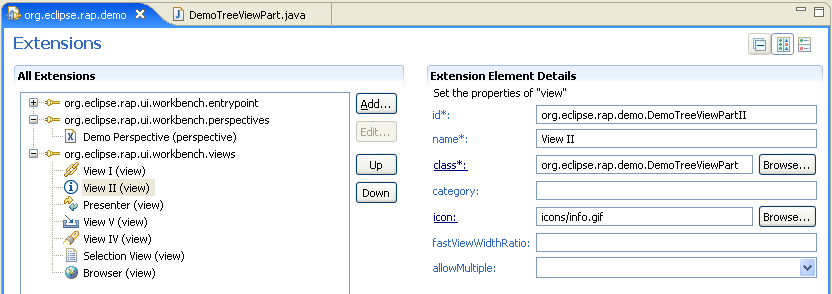 org.eclipse.rap.demo
DemoTreeViewPart.java
Extensions
All Extensions
org.eclipse.rap.ui.workbench.entrypoint
org.eclipse.rap.ui.workbench.perspectives
Demo Perspective (perspective)
org.eclipse.rap.ui.workbench.views
View I (view)
View II (view)
Presenter (view)
View V (view)
View IV (view)
Selection View (view)
Browser (view)
Add...
Edit...
Up
Down
Extension Element Details
Set the properties of "view"
id*: org.eclipse.rap.demo.DemoTreeViewPartII
name*: View II
class*: org.eclipse.rap.demo.DemoTreeViewPart Browse...
category:
icon: icons/info.gif Browse...
fastViewWidthRatio:
allowMultiple: